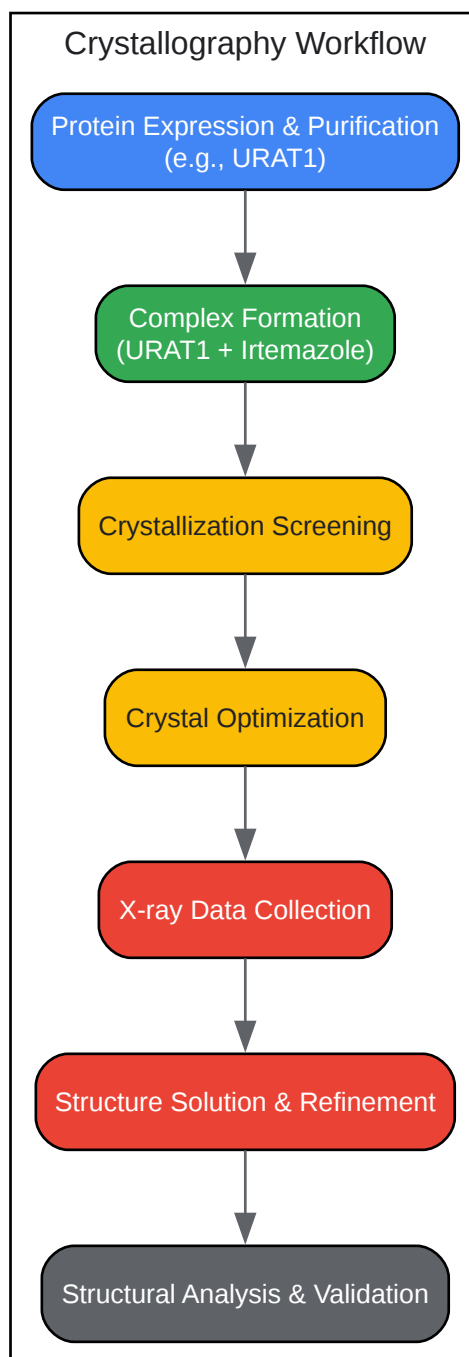 Crystallography Workflow
Protein Expression & Purification
(e.g., URAT1)
Complex Formation
(URAT1 + Irtemazole)
Crystallization Screening
Crystal Optimization
X-ray Data Collection
Structure Solution & Refinement
Structural Analysis & Validation